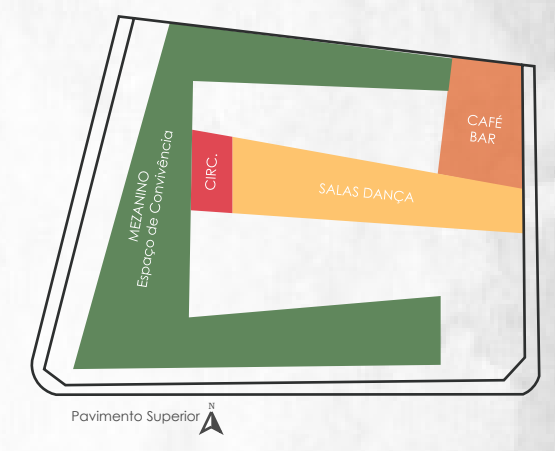 CAFÉ
BAR
CIRC.
SALAS DANÇA
MEZANINO
Espaço de Convivência
Pavimento Superior
N